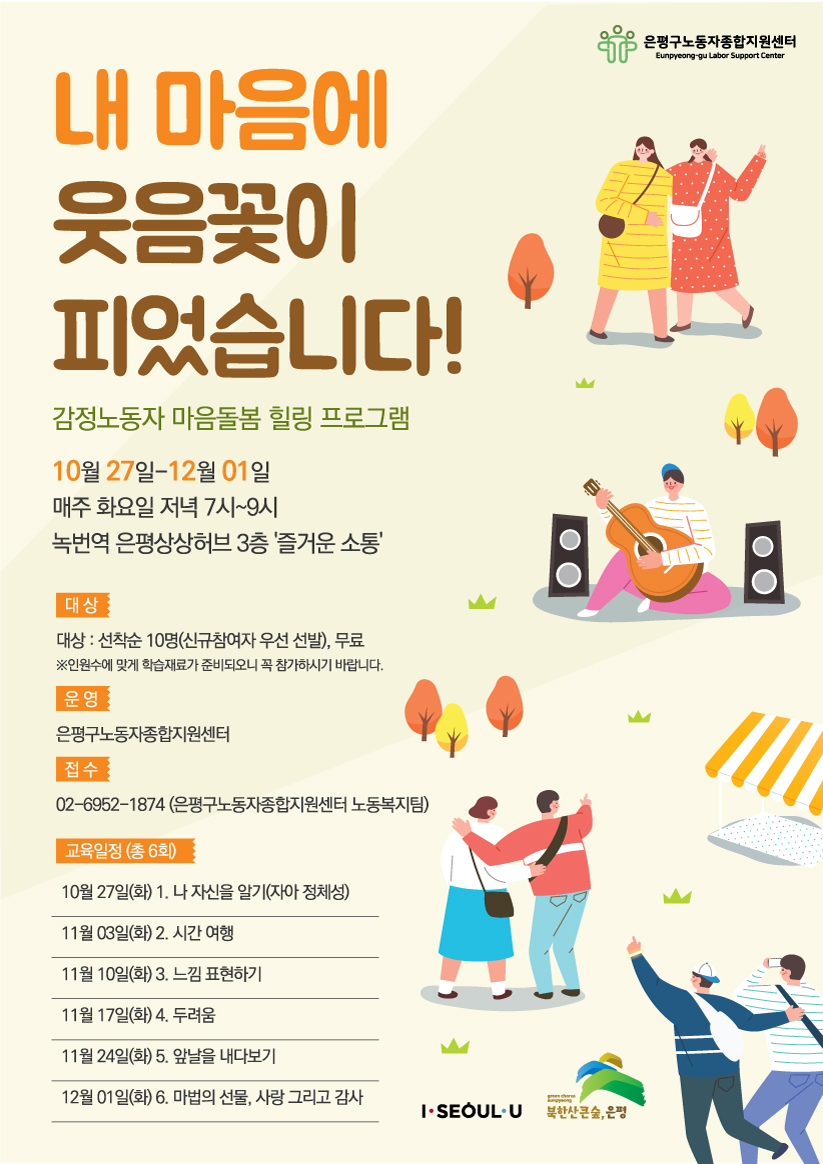 은평구노동자종합지원센터
Eunpyeong-gu Labor Support Center
내 마음에
웃음꽃이
피었습니다!
감정노동자 마음돌봄 힐링 프로그램
10월 27일-12월 01일
매주 화요일 저녁 7시~9시
녹번역 은평상상허브 3층 '즐거운 소통'
대상
대상 : 선착순 10명(신규참여자 우선 선발), 무료
※인원수에 맞게 학습재료가 준비되오니 꼭 참가하시기 바랍니다.
운영
은평구노동자종합지원센터
접수
02-6952-1874 (은평구노동자종합지원센터 노동복지팀)
교육일정 (총 6회)
10월 27일(화) 1. 나 자신을 알기(자아 정체성)
11월 03일(화) 2. 시간 여행
11월 10일(화) 3. 느낌 표현하기
11월 17일(화) 4. 두려움
11월 24일(화) 5. 앞날을 내다보기
12월 01일(화) 6. 마법의 선물, 사랑 그리고 감사
I·SEOUL·U
green chorus
Eunpyeong
북한산큰숲, 은평